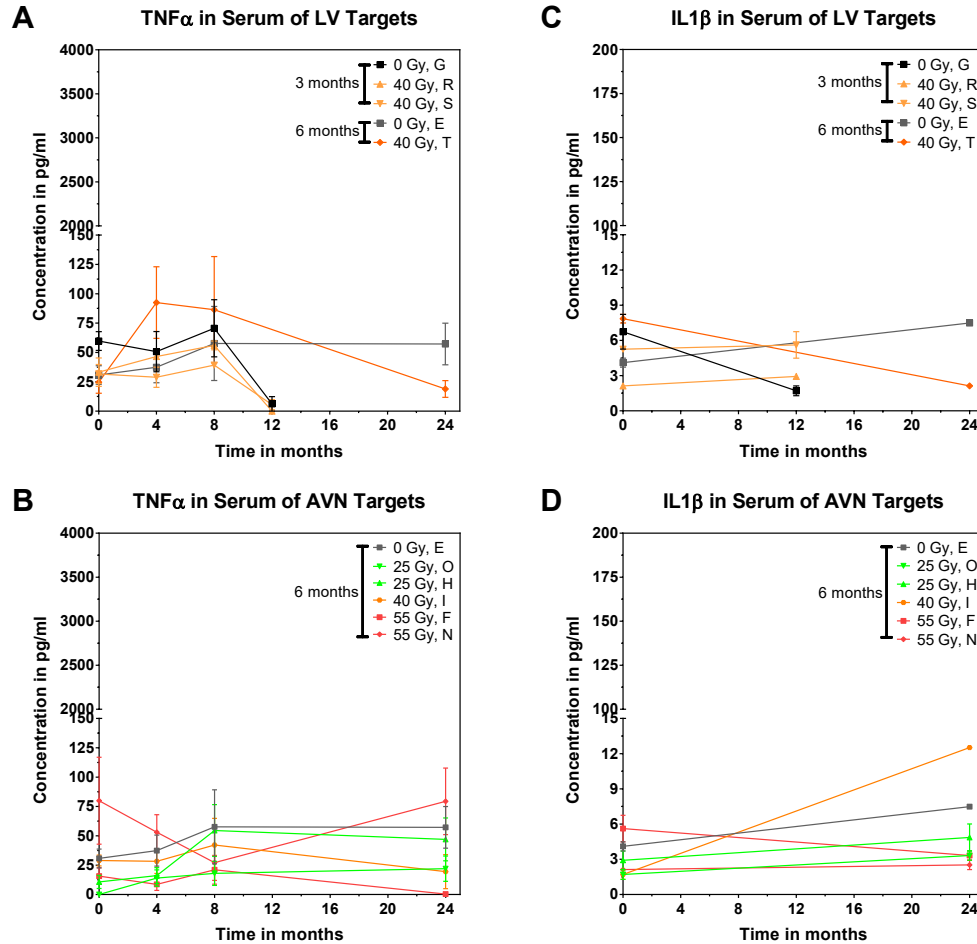 A
TNFα in Serum of LV Targets
Concentration in pg/ml
4000
3500
3000
2500
2000
150
125
100
75
50
25
0
0 4 8 12 16 20 24
Time in months
3 months
6 months
0 Gy, G
40 Gy, R
40 Gy, S
0 Gy, E
40 Gy, T
C
IL1β in Serum of LV Targets
Concentration in pg/ml
200
175
150
125
100
15
12
9
6
3
0
0 4 8 12 16 20 24
Time in months
3 months
6 months
0 Gy, G
40 Gy, R
40 Gy, S
0 Gy, E
40 Gy, T
B
TNFα in Serum of AVN Targets
Concentration in pg/ml
4000
3500
3000
2500
2000
150
125
100
75
50
25
0
0 4 8 12 16 20 24
Time in months
6 months
0 Gy, E
25 Gy, O
25 Gy, H
40 Gy, I
55 Gy, F
55 Gy, N
D
IL1β in Serum of AVN Targets
Concentration in pg/ml
200
175
150
125
100
15
12
9
6
3
0
0 4 8 12 16 20 24
Time in months
6 months
0 Gy, E
25 Gy, O
25 Gy, H
40 Gy, I
55 Gy, F
55 Gy, N